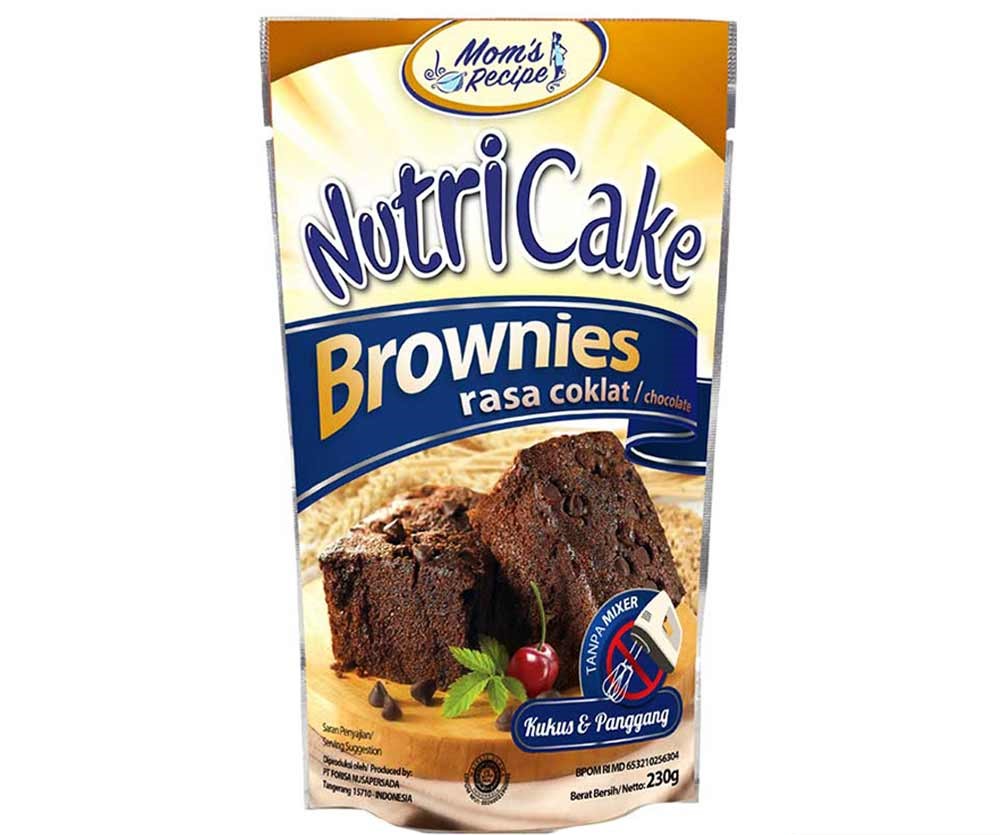 Mom's
Recipe
NutriCake
Brownies
rasa coklat / chocolate
TANPA MIXER
Kukus & Panggang
Saran Penyajian/
Serving Suggestion
Diproduksi oleh/ Produced by:
PT FORISA NUSAPERSADA
Tangerang 15710 - INDONESIA
BPOM RI MD 653210256304
Berat Bersih/ Netto: 230g